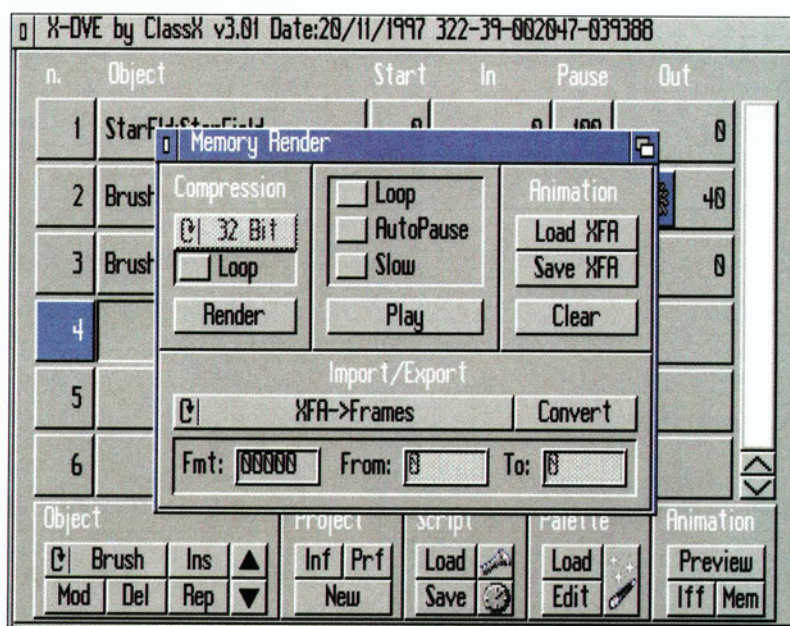 X-DVE by ClassX v3.01 Date:20/11/1997 322-39-002047-039388
n. Object Start In Pause Out
1 StarFld:StarField 0 0 100 0
Memory Render
2 Brush 40
3 Brush 0
4
5
6
Compression
32 Bit
Loop
Render
Loop
AutoPause
Slow
Play
Animation
Load XFA
Save XFA
Clear
Import/Export
XFA->Frames Convert
Fmt: 00000 From: 0 To: 0
Object Project Script Palette Animation
Brush Ins Inf Prf Load Load Preview
Mod Del Rep New Save Edit Iff Mem